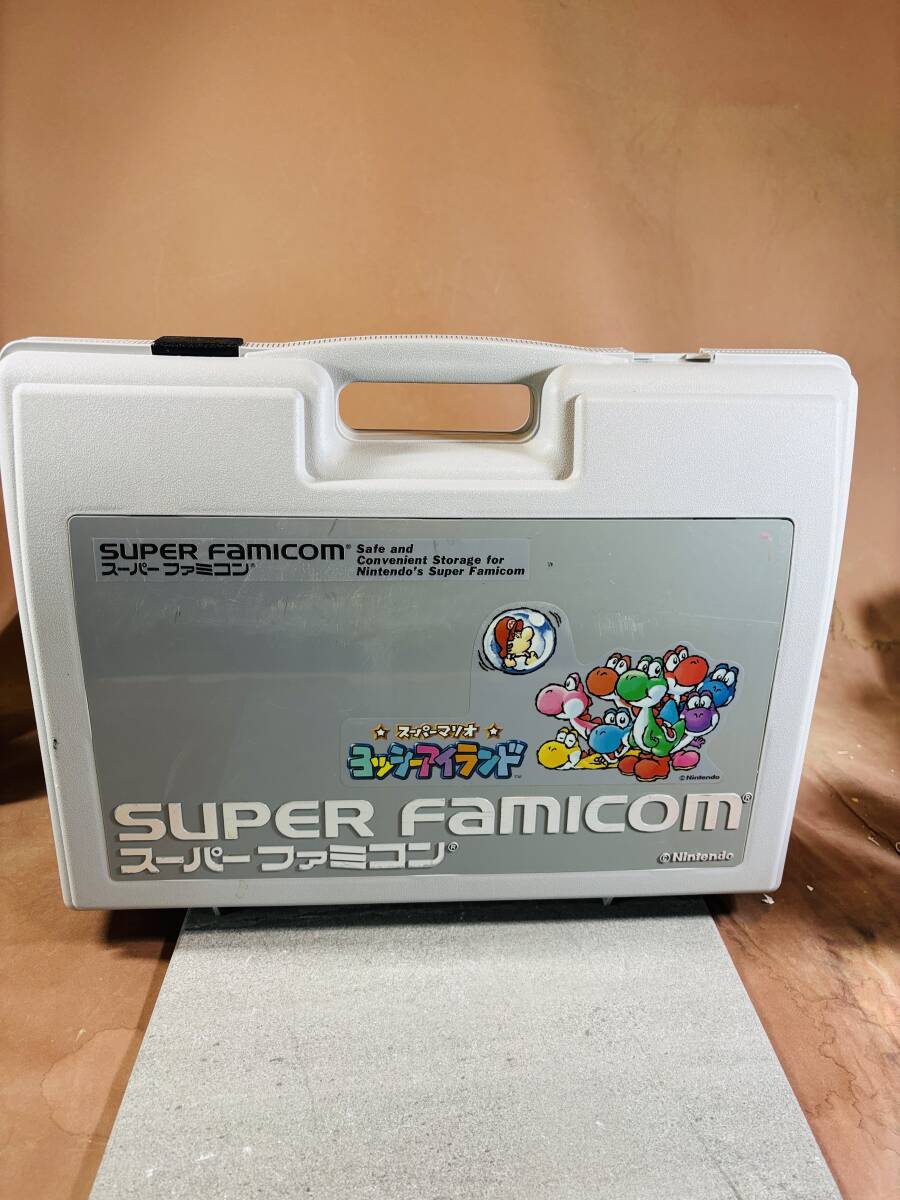 SUPER FAMICOM®
スーパーファミコン®
Safe and
Convenient Storage for
Nintendo's Super Famicom
スーパーマリオ
ヨッシーアイランド™
©Nintendo
SUPER FAMICOM®
スーパーファミコン®
©Nintendo